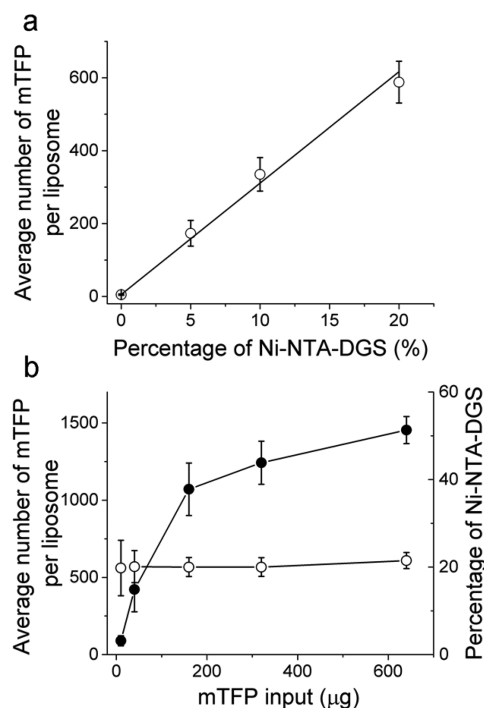 a
Average number of mTFP
per liposome
600
400
200
0
0 5 10 15 20
Percentage of Ni-NTA-DGS (%)
b
Average number of mTFP
per liposome
1500
1000
500
0
60
40
20
0
Percentage of Ni-NTA-DGS
0 200 400 600
mTFP input (μg)